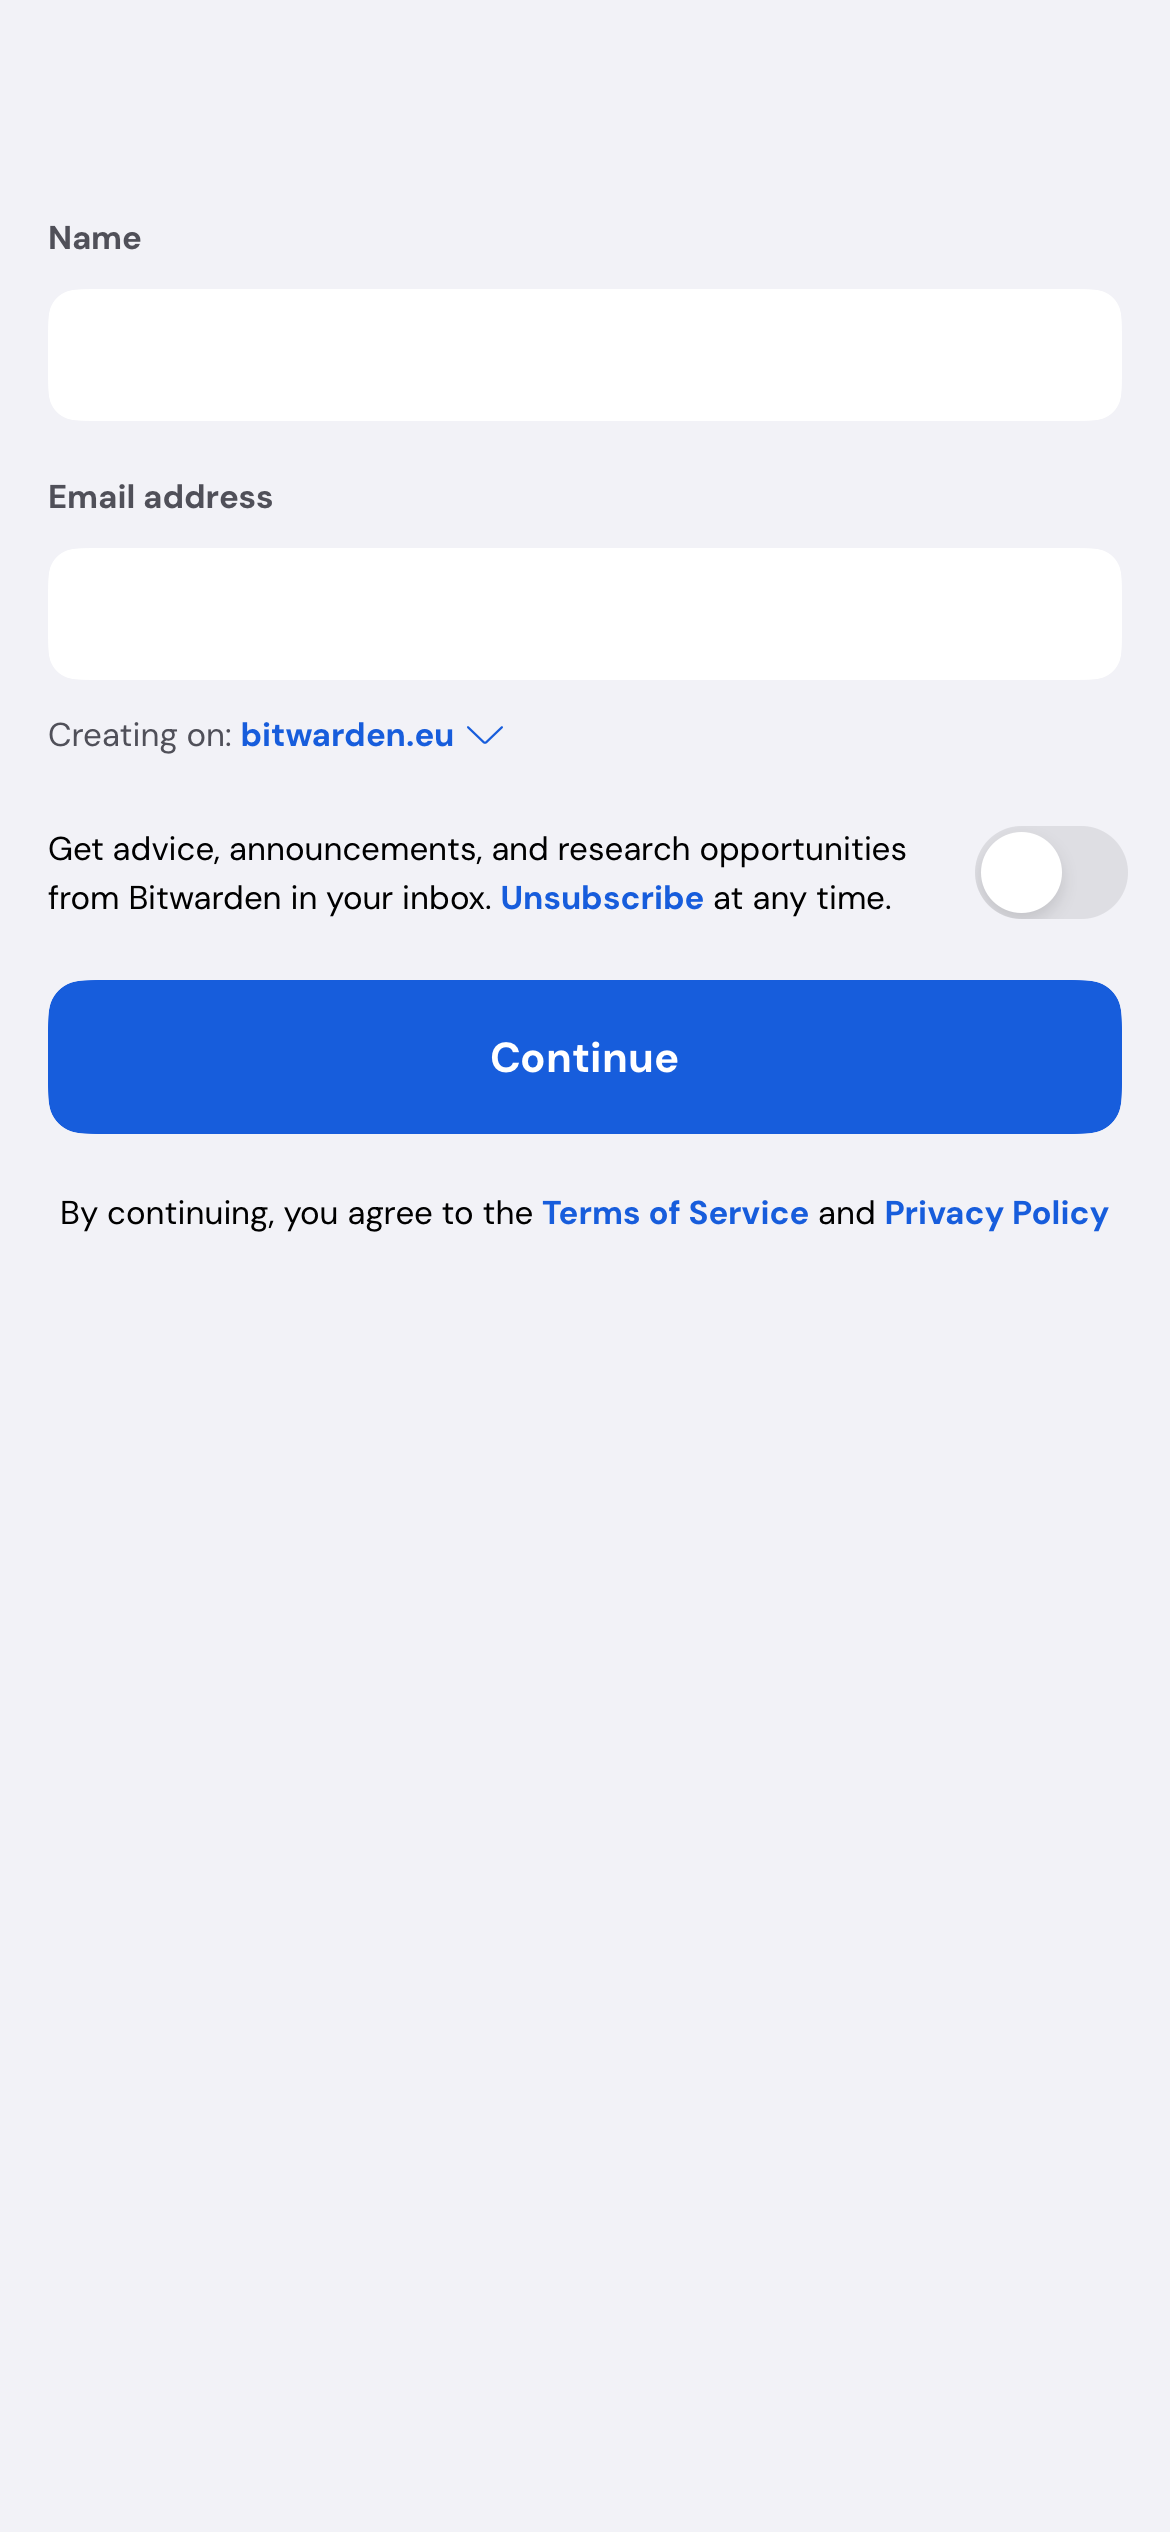 Name
Email address
Creating on: bitwarden.eu
Get advice, announcements, and research opportunities
from Bitwarden in your inbox. Unsubscribe at any time.
Continue
By continuing, you agree to the Terms of Service and Privacy Policy